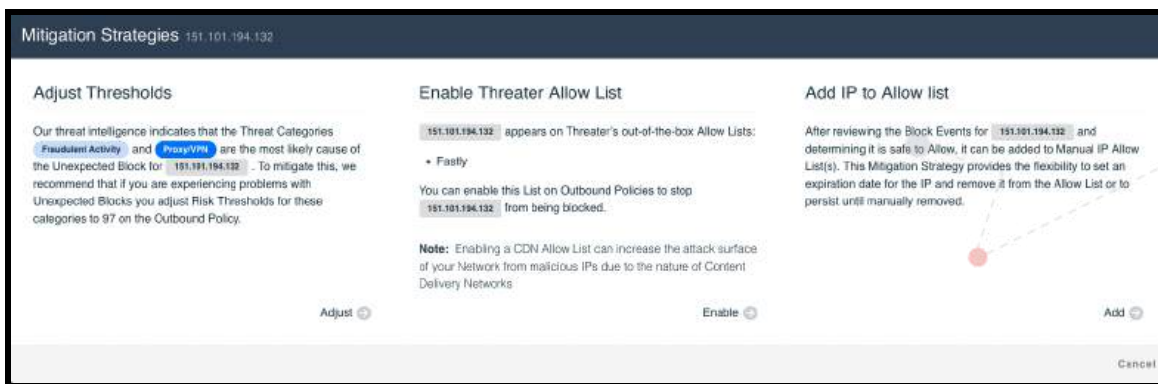 Mitigation Strategies 151.101.194.132
Adjust Thresholds
Our threat intelligence indicates that the Threat Categories
Fraudulent Activity and Proxy/VPN are the most likely cause of
the Unexpected Block for 151.101.194.132 . To mitigate this, we
recommend that if you are experiencing problems with
Unexpected Blocks you adjust Risk Thresholds for these
categories to 97 on the Outbound Policy.
Adjust
Enable Threater Allow List
151.101.194.132 appears on Threater's out-of-the-box Allow Lists:
• Fastly
You can enable this List on Outbound Policies to stop
151.101.194.132 from being blocked.
Note: Enabling a CDN Allow List can increase the attack surface
of your Network from malicious IPs due to the nature of Content
Delivery Networks
Enable
Add IP to Allow list
After reviewing the Block Events for 151.101.194.132 and
determining it is safe to Allow, it can be added to Manual IP Allow
List(s). This Mitigation Strategy provides the flexibility to set an
expiration date for the IP and remove it from the Allow List or to
persist until manually removed.
Add
Cancel